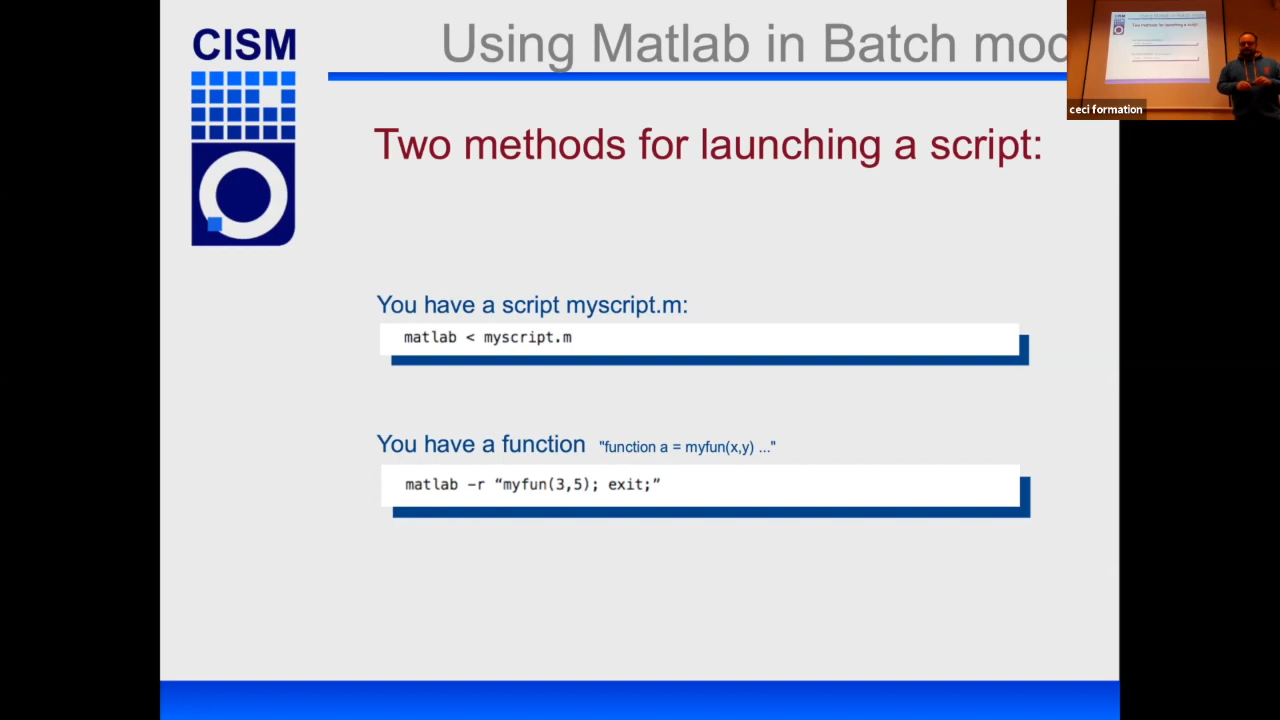 CISM
Using Matlab in Batch mod
Two methods for launching a script:
You have a script myscript.m:
matlab < myscript.m
You have a function "function a = myfun(x,y) ..."
matlab –r “myfun(3,5); exit;”
ceci formation